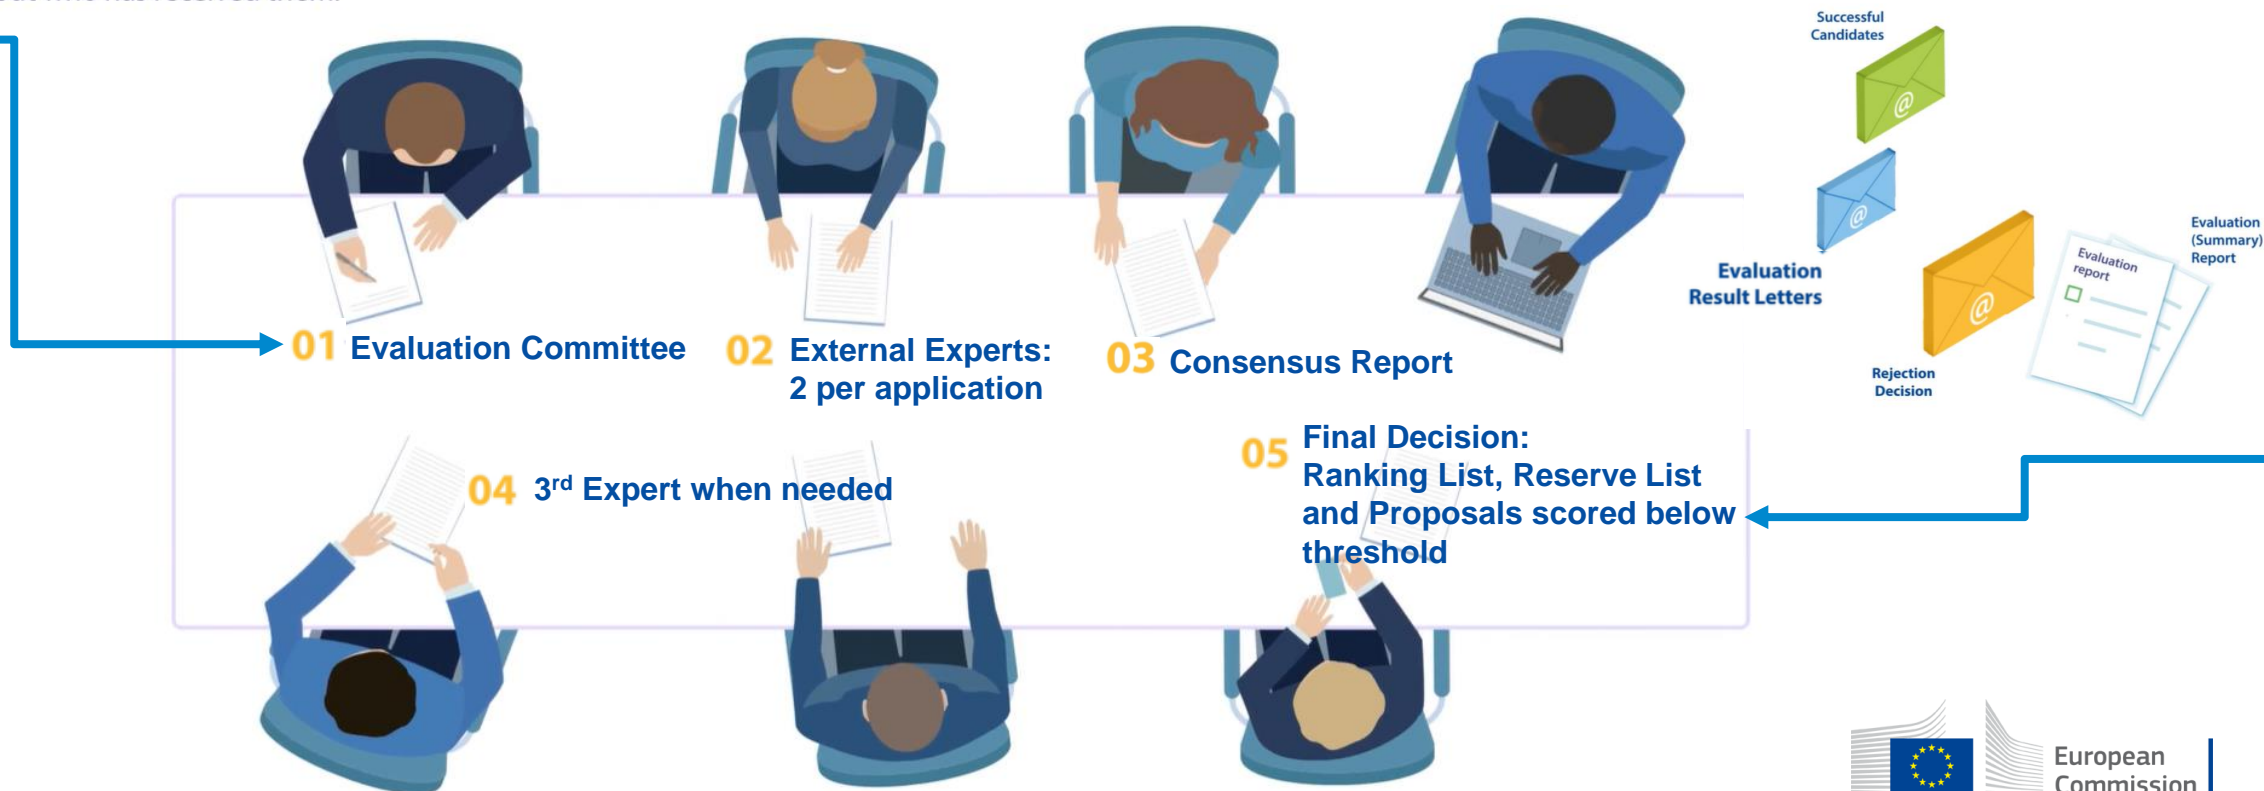 01 Evaluation Committee
02 External Experts:
2 per application
03 Consensus Report
04 3rd Expert when needed
05 Final Decision:
Ranking List, Reserve List
and Proposals scored below
threshold
Successful
Candidates
@
@
Evaluation
Result Letters
@
Rejection
Decision
Evaluation
report
Evaluation
(Summary)
Report
European
Commission